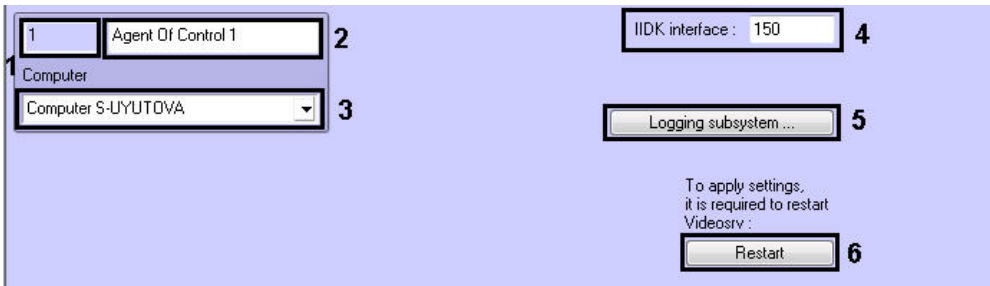 1
Agent Of Control 1
2
IIDK interface :
150
4
1
Computer
Computer S-UYUTOVA
3
Logging subsystem ...
5
To apply settings,
it is required to restart
Videosrv :
Restart
6